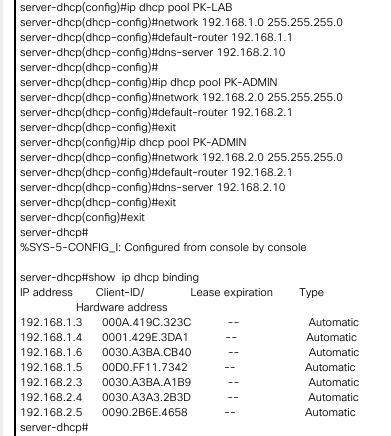 server-dhcp(config)#ip dhcp pool PK-LAB
server-dhcp(dhcp-config)#network 192.168.1.0 255.255.255.0
server-dhcp(dhcp-config)#default-router 192.168.1.1
server-dhcp(dhcp-config)#dns-server 192.168.2.10
server-dhcp(dhcp-config)#
server-dhcp(dhcp-config)#ip dhcp pool PK-ADMIN
server-dhcp(dhcp-config)#network 192.168.2.0 255.255.255.0
server-dhcp(dhcp-config)#default-router 192.168.2.1
server-dhcp(dhcp-config)#exit
server-dhcp(config)#ip dhcp pool PK-ADMIN
server-dhcp(dhcp-config)#network 192.168.2.0 255.255.255.0
server-dhcp(dhcp-config)#default-router 192.168.2.1
server-dhcp(dhcp-config)#dns-server 192.168.2.10
server-dhcp(dhcp-config)#exit
server-dhcp(config)#exit
server-dhcp#
%SYS-5-CONFIG_I: Configured from console by console
server-dhcp#show ip dhcp binding
IP address Client-ID/ Lease expiration Type
Hardware address
192.168.1.3 000A.419C.323C -- Automatic
192.168.1.4 0001.429E.3DA1 -- Automatic
192.168.1.6 0030.A3BA.CB40 -- Automatic
192.168.1.5 00D0.FF11.7342 -- Automatic
192.168.2.3 0030.A3BA.A1B9 -- Automatic
192.168.2.4 0030.A3A3.2B3D -- Automatic
192.168.2.5 0090.2B6E.4658 -- Automatic
server-dhcp#